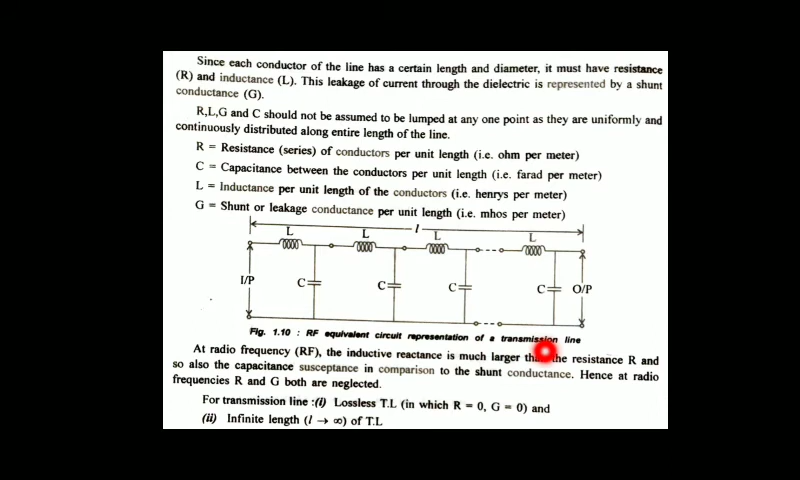 Since each conductor of the line has a certain length and diameter, it must have resistance
(R) and inductance (L). This leakage of current through the dielectric is represented by a shunt
conductance (G).
R,L,G and C should not be assumed to be lumped at any one point as they are uniformly and
continuously distributed along entire length of the line.
R = Resistance (series) of conductors per unit length (i.e. ohm per meter)
C = Capacitance between the conductors per unit length (i.e. farad per meter)
L = Inductance per unit length of the conductors (i.e. henrys per meter)
G = Shunt or leakage conductance per unit length (i.e. mhos per meter)
l
L L L L
I/P C C C C O/P
Fig. 1.10 : RF equivalent circuit representation of a transmission line
At radio frequency (RF), the inductive reactance is much larger the resistance R and
so also the capacitance susceptance in comparison to the shunt conductance. Hence at radio
frequencies R and G both are neglected.
For transmission line :(i) Lossless T.L (in which R = 0, G = 0) and
(ii) Infinite length (l → ∞) of T.L